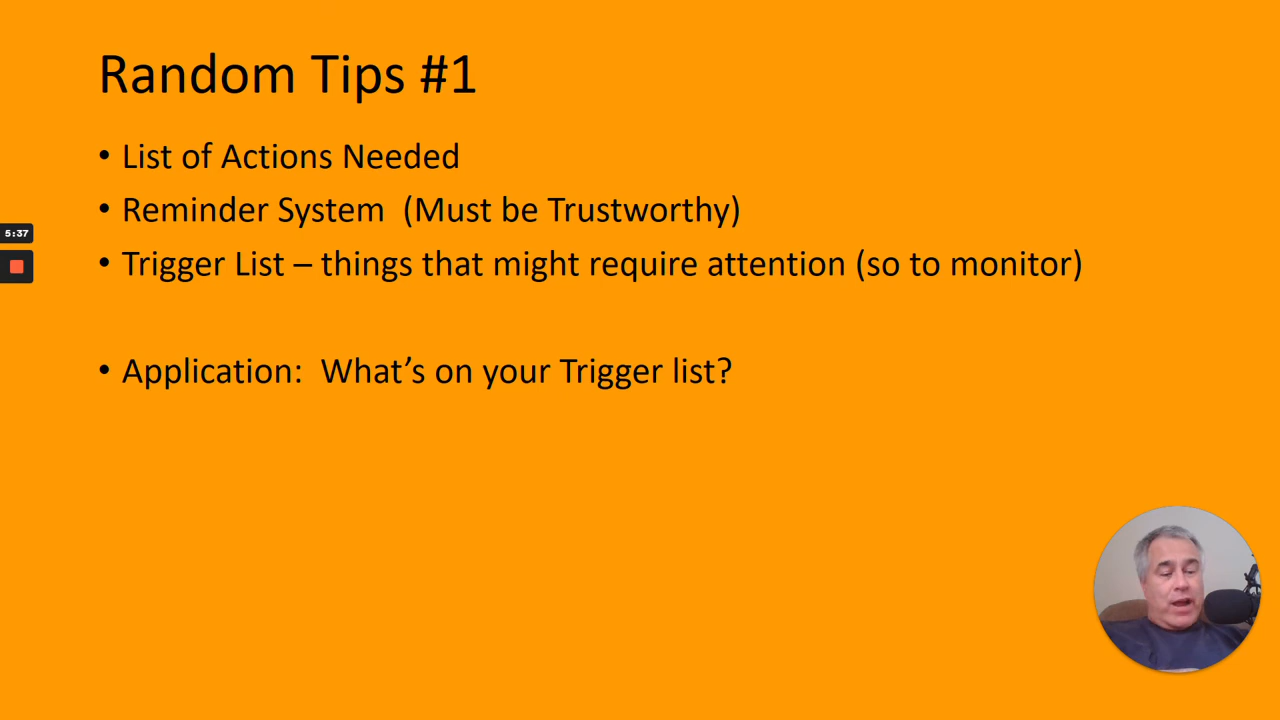 Random Tips #1
• List of Actions Needed
• Reminder System  (Must be Trustworthy)
• Trigger List – things that might require attention (so to monitor)
• Application:  What’s on your Trigger list?
5:37